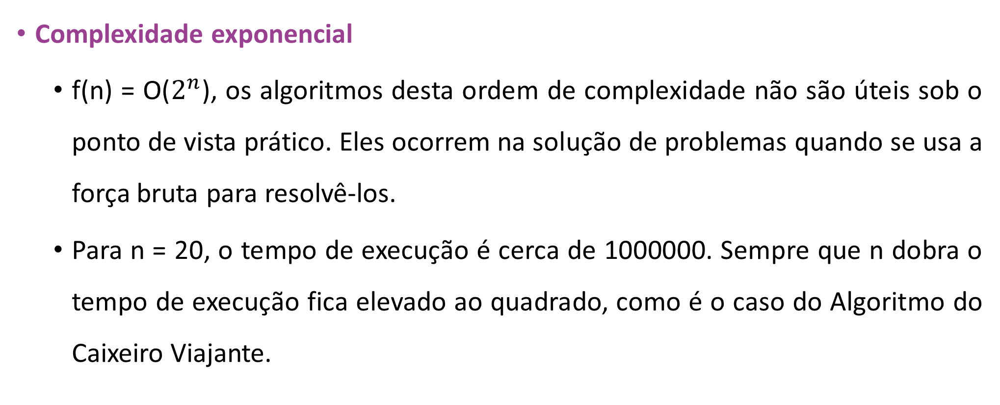 • Complexidade exponencial
• f(n) = O(2ⁿ), os algoritmos desta ordem de complexidade não são úteis sob o
ponto de vista prático. Eles ocorrem na solução de problemas quando se usa a
força bruta para resolvê-los.
• Para n = 20, o tempo de execução é cerca de 1000000. Sempre que n dobra o
tempo de execução fica elevado ao quadrado, como é o caso do Algoritmo do
Caixeiro Viajante.